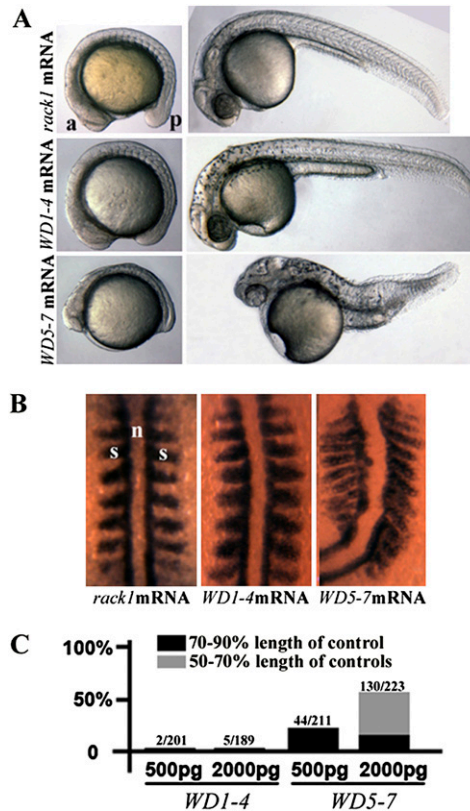 A
rack1 mRNA
a
p
WD1-4 mRNA
WD5-7 mRNA
B
n
s
s
rack1mRNA
WD1-4mRNA
WD5-7mRNA
C
100%
50%
0
70-90% length of control
50-70% length of controls
2/201
5/189
44/211
130/223
500pg
2000pg
500pg
2000pg
WD1-4
WD5-7